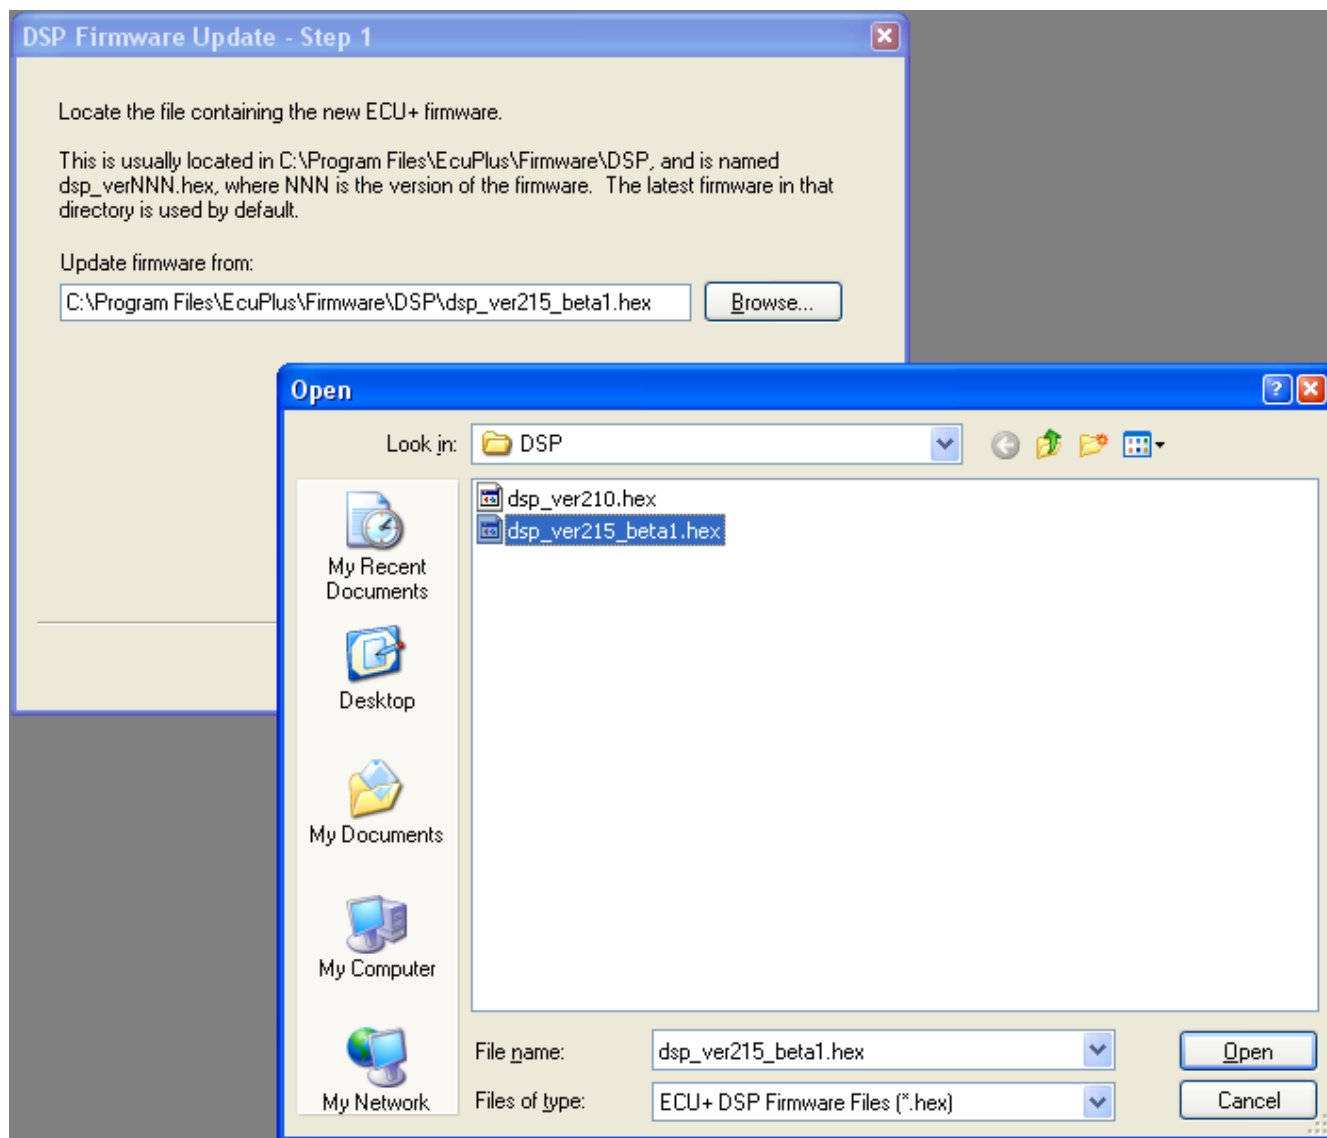 DSP Firmware Update - Step 1
Locate the file containing the new ECU+ firmware.
This is usually located in C:\Program Files\EcuPlus\Firmware\DSP, and is named
dsp_verNNN.hex, where NNN is the version of the firmware.  The latest firmware in that
directory is used by default.
Update firmware from:
C:\Program Files\EcuPlus\Firmware\DSP\dsp_ver215_beta1.hex
Browse...
Open
Look in:
DSP
dsp_ver210.hex
dsp_ver215_beta1.hex
My Recent
Documents
Desktop
My Documents
My Computer
My Network
File name:
dsp_ver215_beta1.hex
Open
Files of type:
ECU+ DSP Firmware Files (*.hex)
Cancel